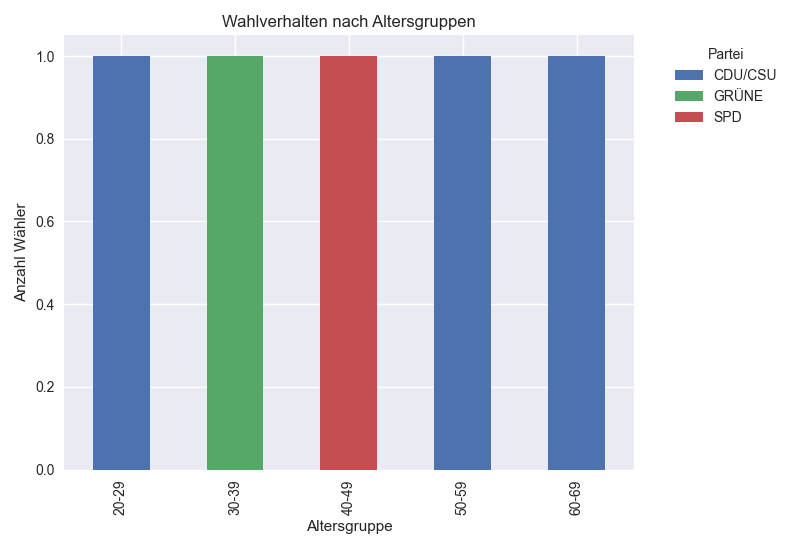 Wahlverhalten nach Altersgruppen
Partei
CDU/CSU
GRÜNE
SPD
Anzahl Wähler
1.0
0.8
0.6
0.4
0.2
0.0
20-29
30-39
40-49
50-59
60-69
Altersgruppe